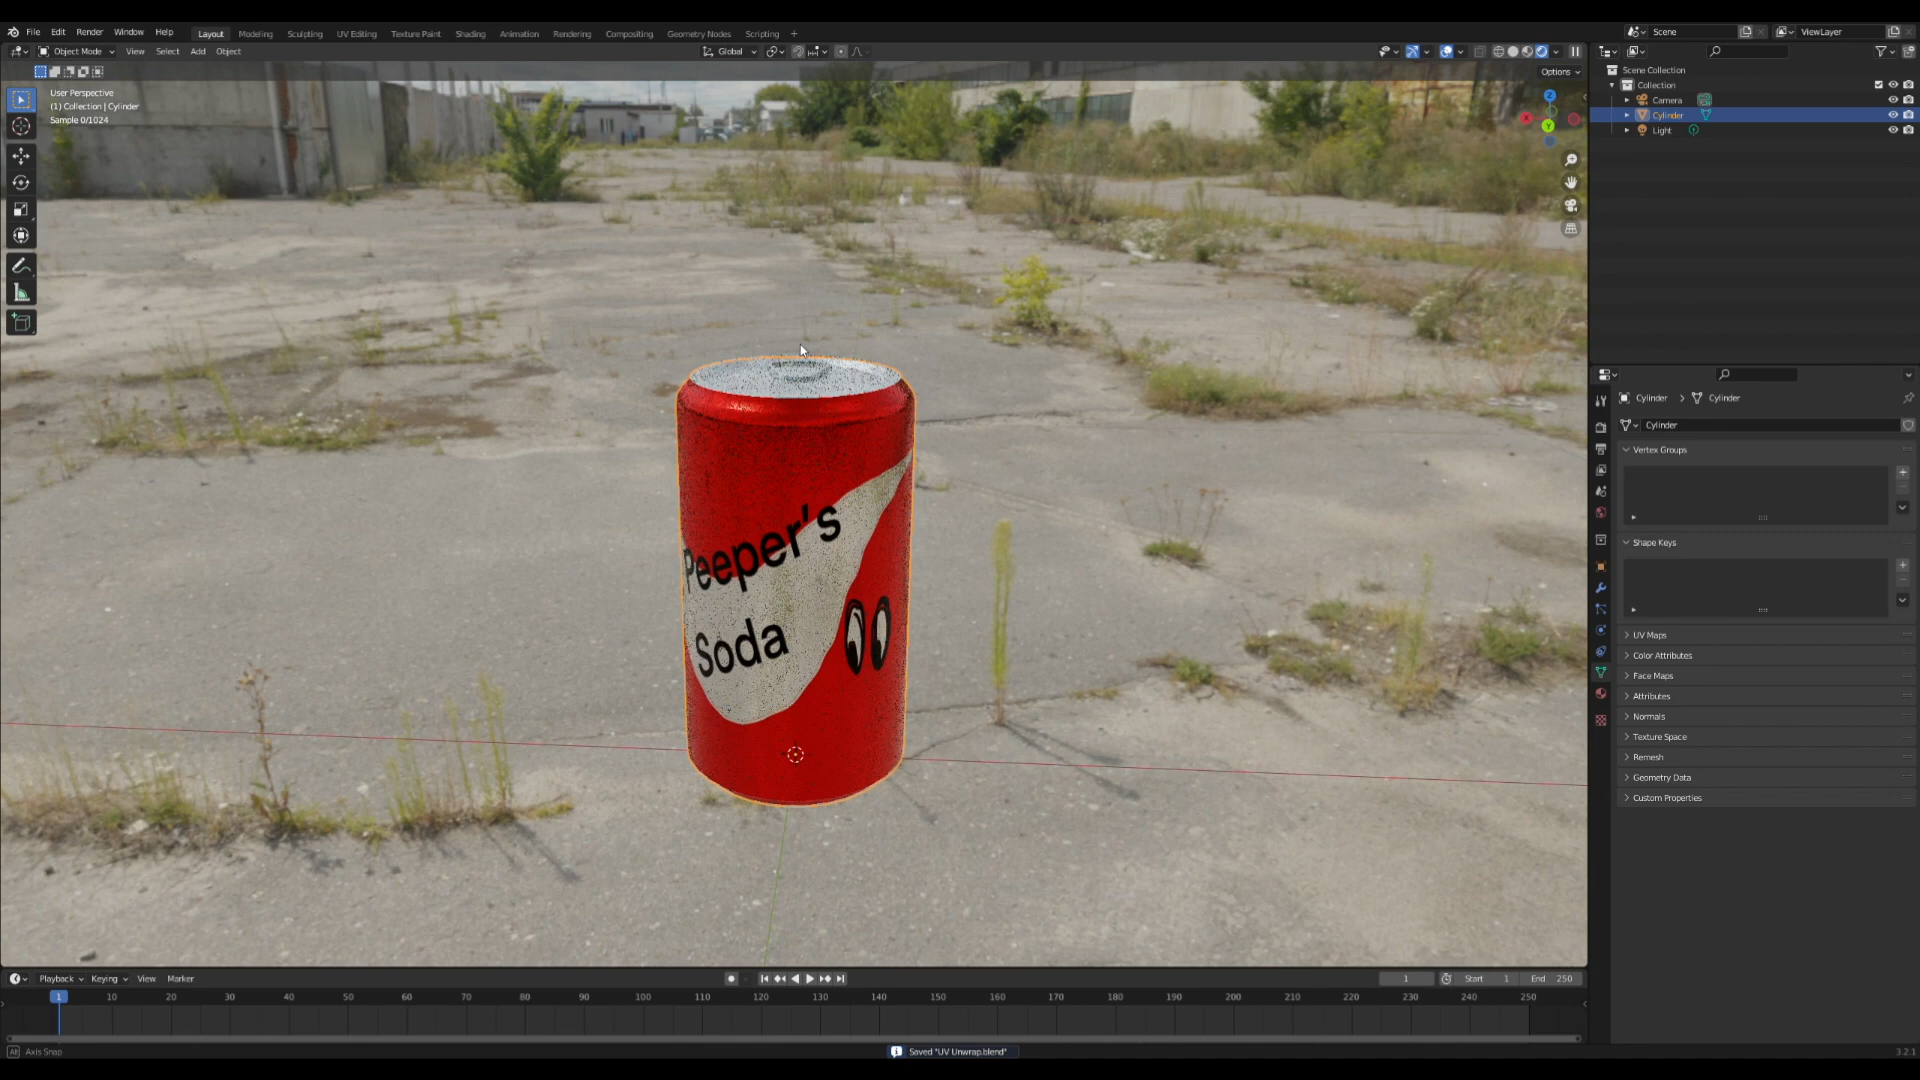 File Edit Render Window Help Layout Modeling Sculpting UV Editing Texture Paint Shading Animation Rendering Compositing Geometry Nodes Scripting + Scene ViewLayer
Object Mode View Select Add Object Global
Options
User Perspective
(1) Collection | Cylinder
Sample 0/1024
Z
X
Y
Scene Collection
Collection
Camera
Cylinder
Light
Peeper's
Soda
Cylinder > Cylinder
Cylinder
Vertex Groups
Shape Keys
UV Maps
Color Attributes
Face Maps
Attributes
Normals
Texture Space
Remesh
Geometry Data
Custom Properties
Playback Keying View Marker 1 Start 1 End 250
1 10 20 30 40 50 60 70 80 90 100 110 120 130 140 150 160 170 180 190 200 210 220 230 240 250
Alt Axis Snap Saved "UV Unwrap.blend" 3.2.1